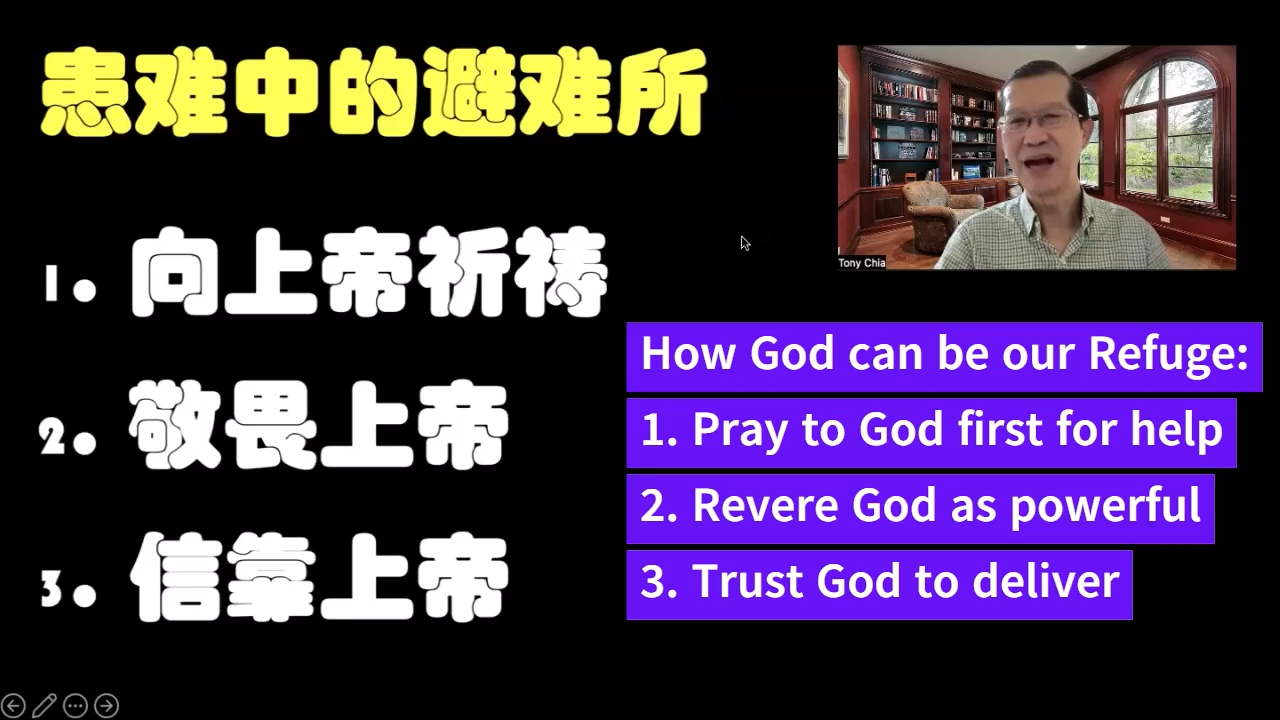 患难中的避难所
1. 向上帝祈祷
2. 敬畏上帝
3. 信靠上帝
Tony Chia
How God can be our Refuge:
1. Pray to God first for help
2. Revere God as powerful
3. Trust God to deliver